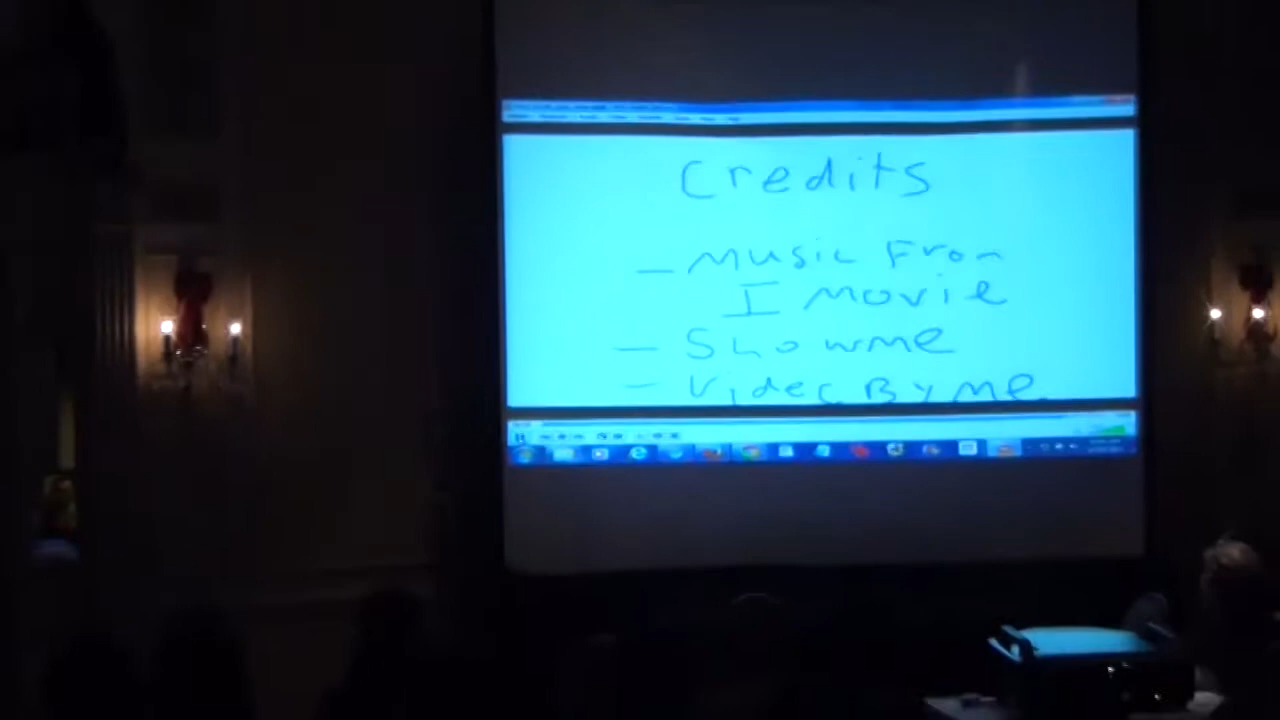 Credits
- Music From
I Movie
- Showme
- Video By Me